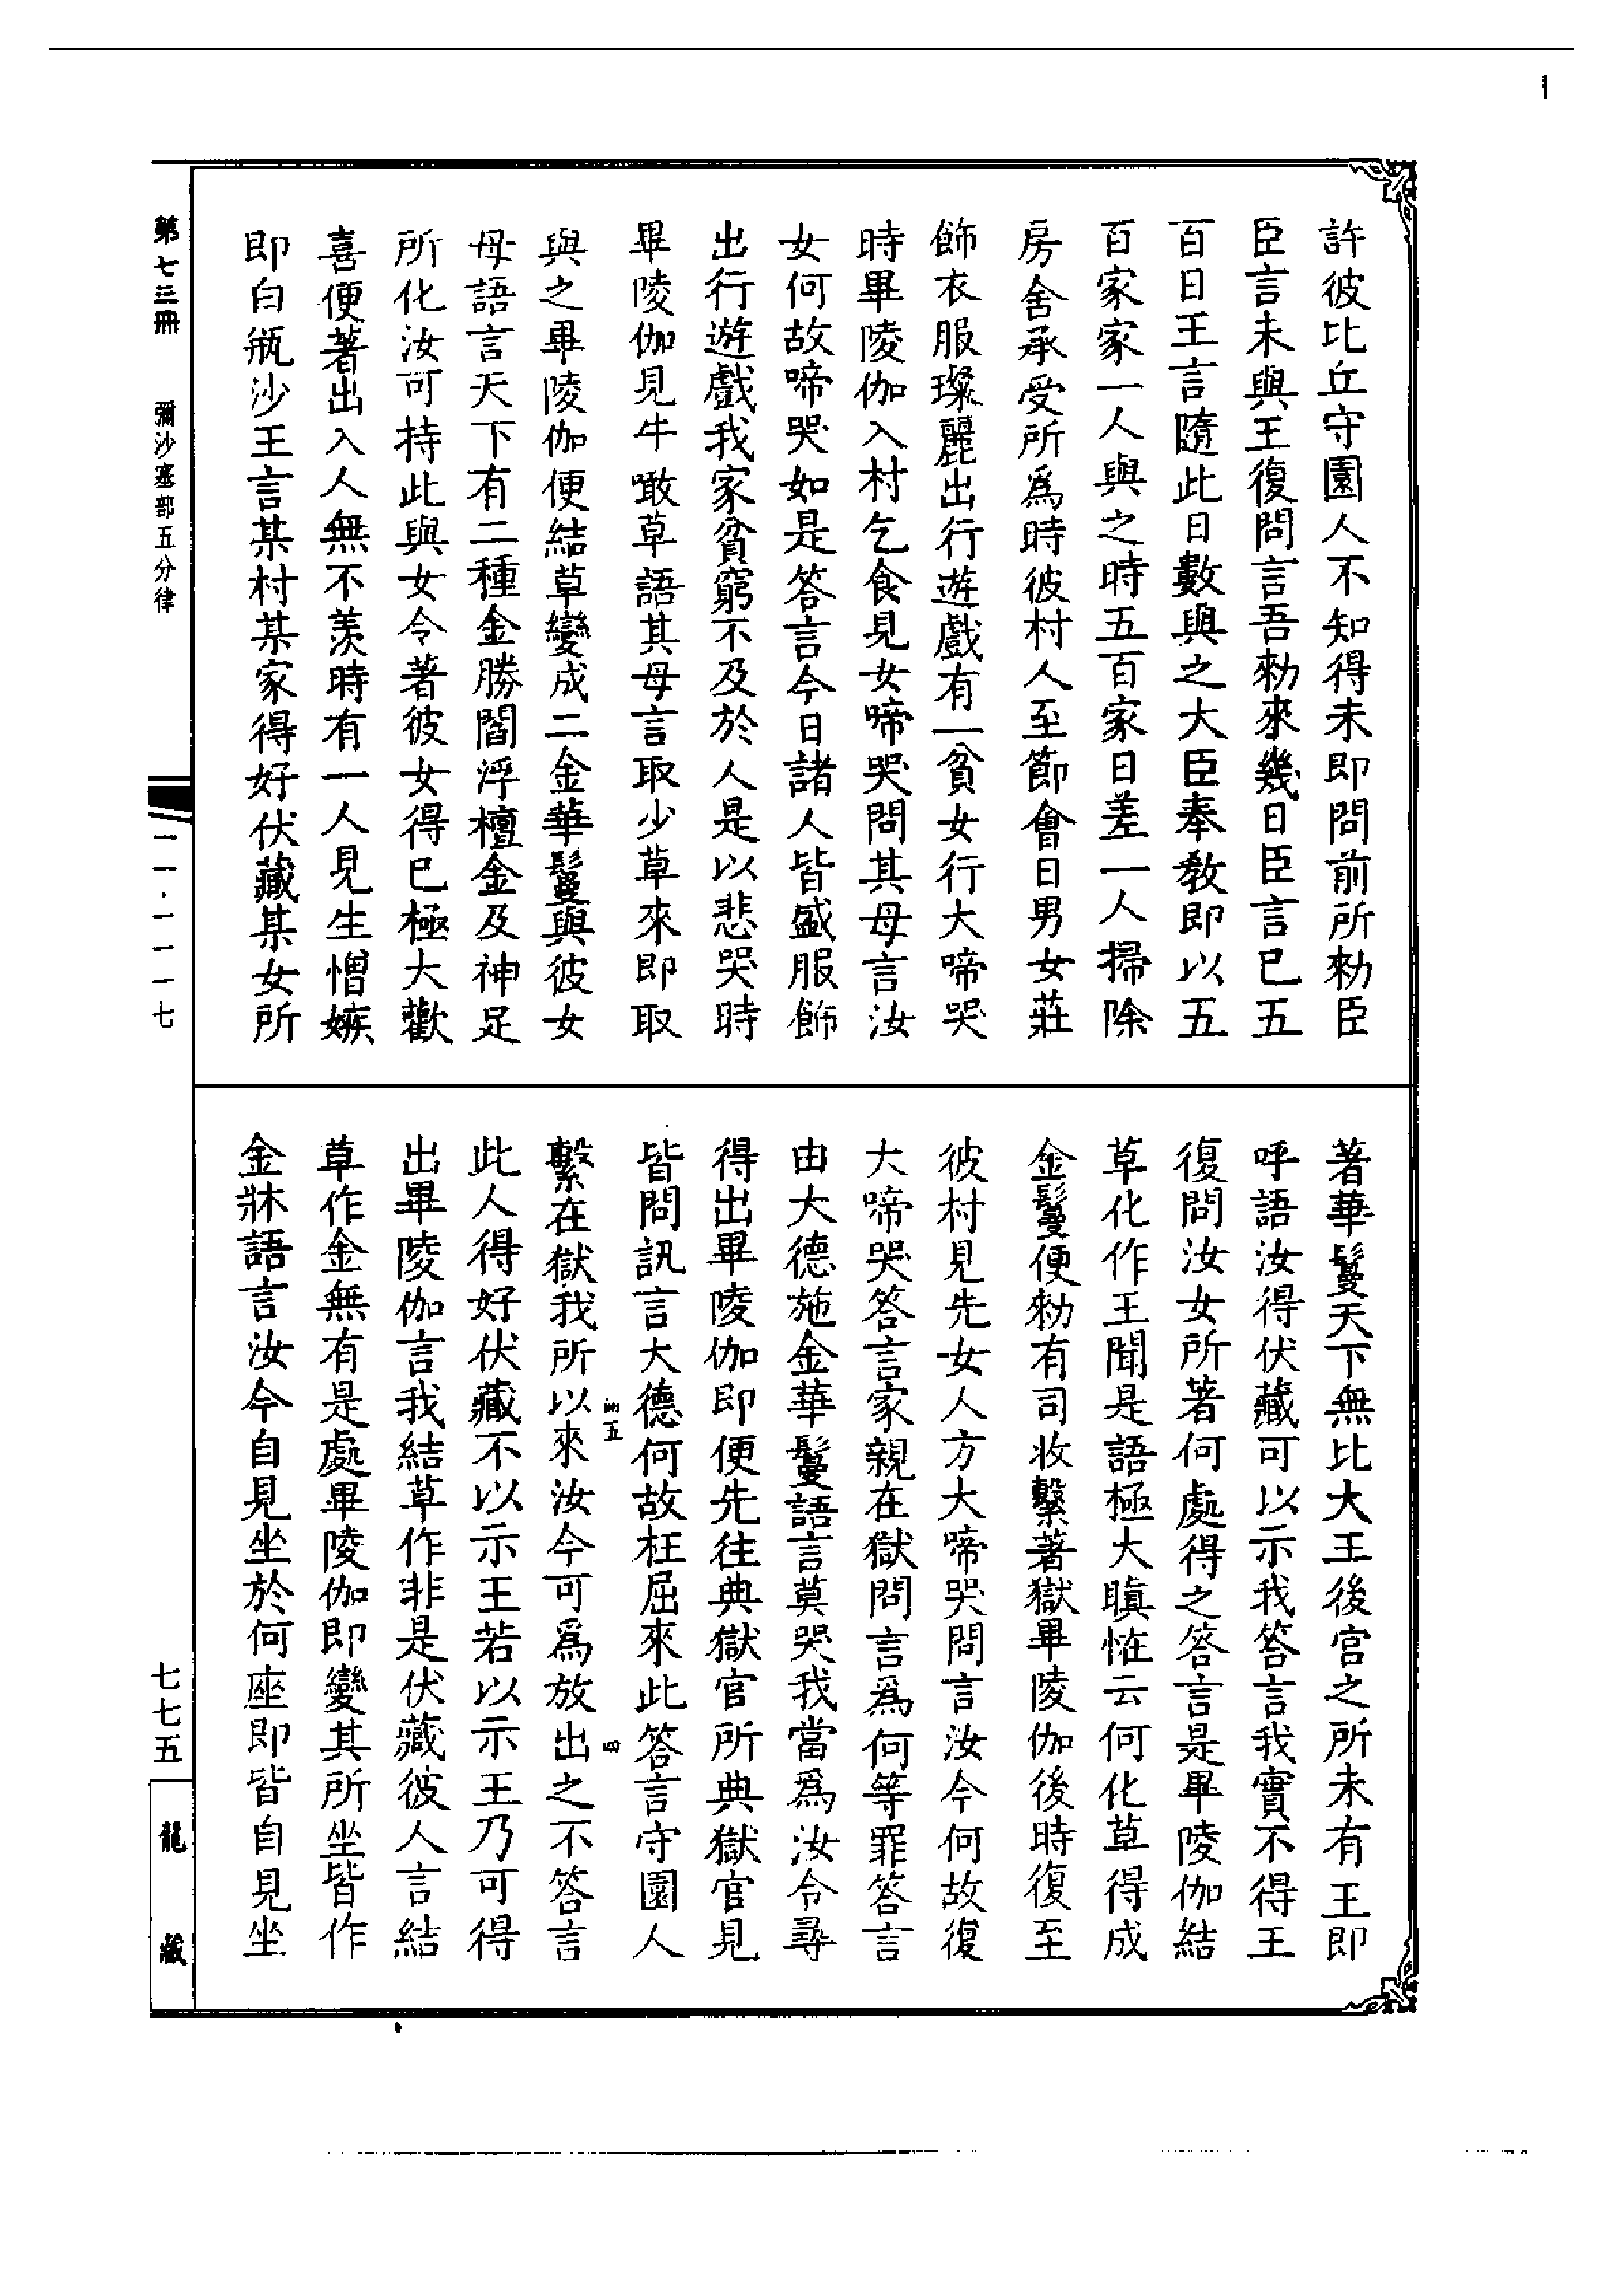 許彼比丘守園人不知得未即問前所勑臣
臣言未與王復問言吾勑來幾日臣言已五
百日王言隨此日數與之大臣奉教即以五
百家家一人與之時五百家日差一人掃除
房舍承受所爲時彼村人至節會日男女莊
飾衣服璨麗出行遊戲有一貧女行大啼哭
時畢陵伽入村乞食見女啼哭問其母言汝
女何故啼哭如是答言今日諸人皆盛服飾
出行遊戲我家貧窮不及於人是以悲哭時
畢陵伽見牛噉草語其母言取少草來即取
與之畢陵伽便結草變成二金華鬘與彼女
母語言天下有二種金勝閻浮檀金及神足
所化汝可持此與女令著彼女得已極大歡
喜便著出入人無不羨時有一人見生憎嫉
即白瓶沙王言某村某家得好伏藏某女所
著華鬘天下無比大王後宮之所未有王即
呼語汝得伏藏可以示我答言我實不得王
復問汝女所著何處得之答言是畢陵伽結
草化作王聞是語極大瞋恠云何化草得成
金鬘便勑有司收繫著獄畢陵伽後時復至
彼村見先女人方大啼哭問言汝今何故復
大啼哭答言家親在獄問言爲何等罪答言
由大德施金華鬘語言莫哭我當爲汝令尋
得出畢陵伽即便先往典獄官所典獄官見
皆問訊言大德何故枉屈來此答言守園人
繫在獄我所以來汝今可爲放出之不答言
此人得好伏藏不以示王若以示王乃可得
出畢陵伽言我結草作非是伏藏彼人言結
草作金無有是處畢陵伽即變其所坐皆作
金牀語言汝今自見坐於何座即皆自見坐
第七三冊
彌沙塞部五分律
一一·一一一七
七七五
龍藏
五
四